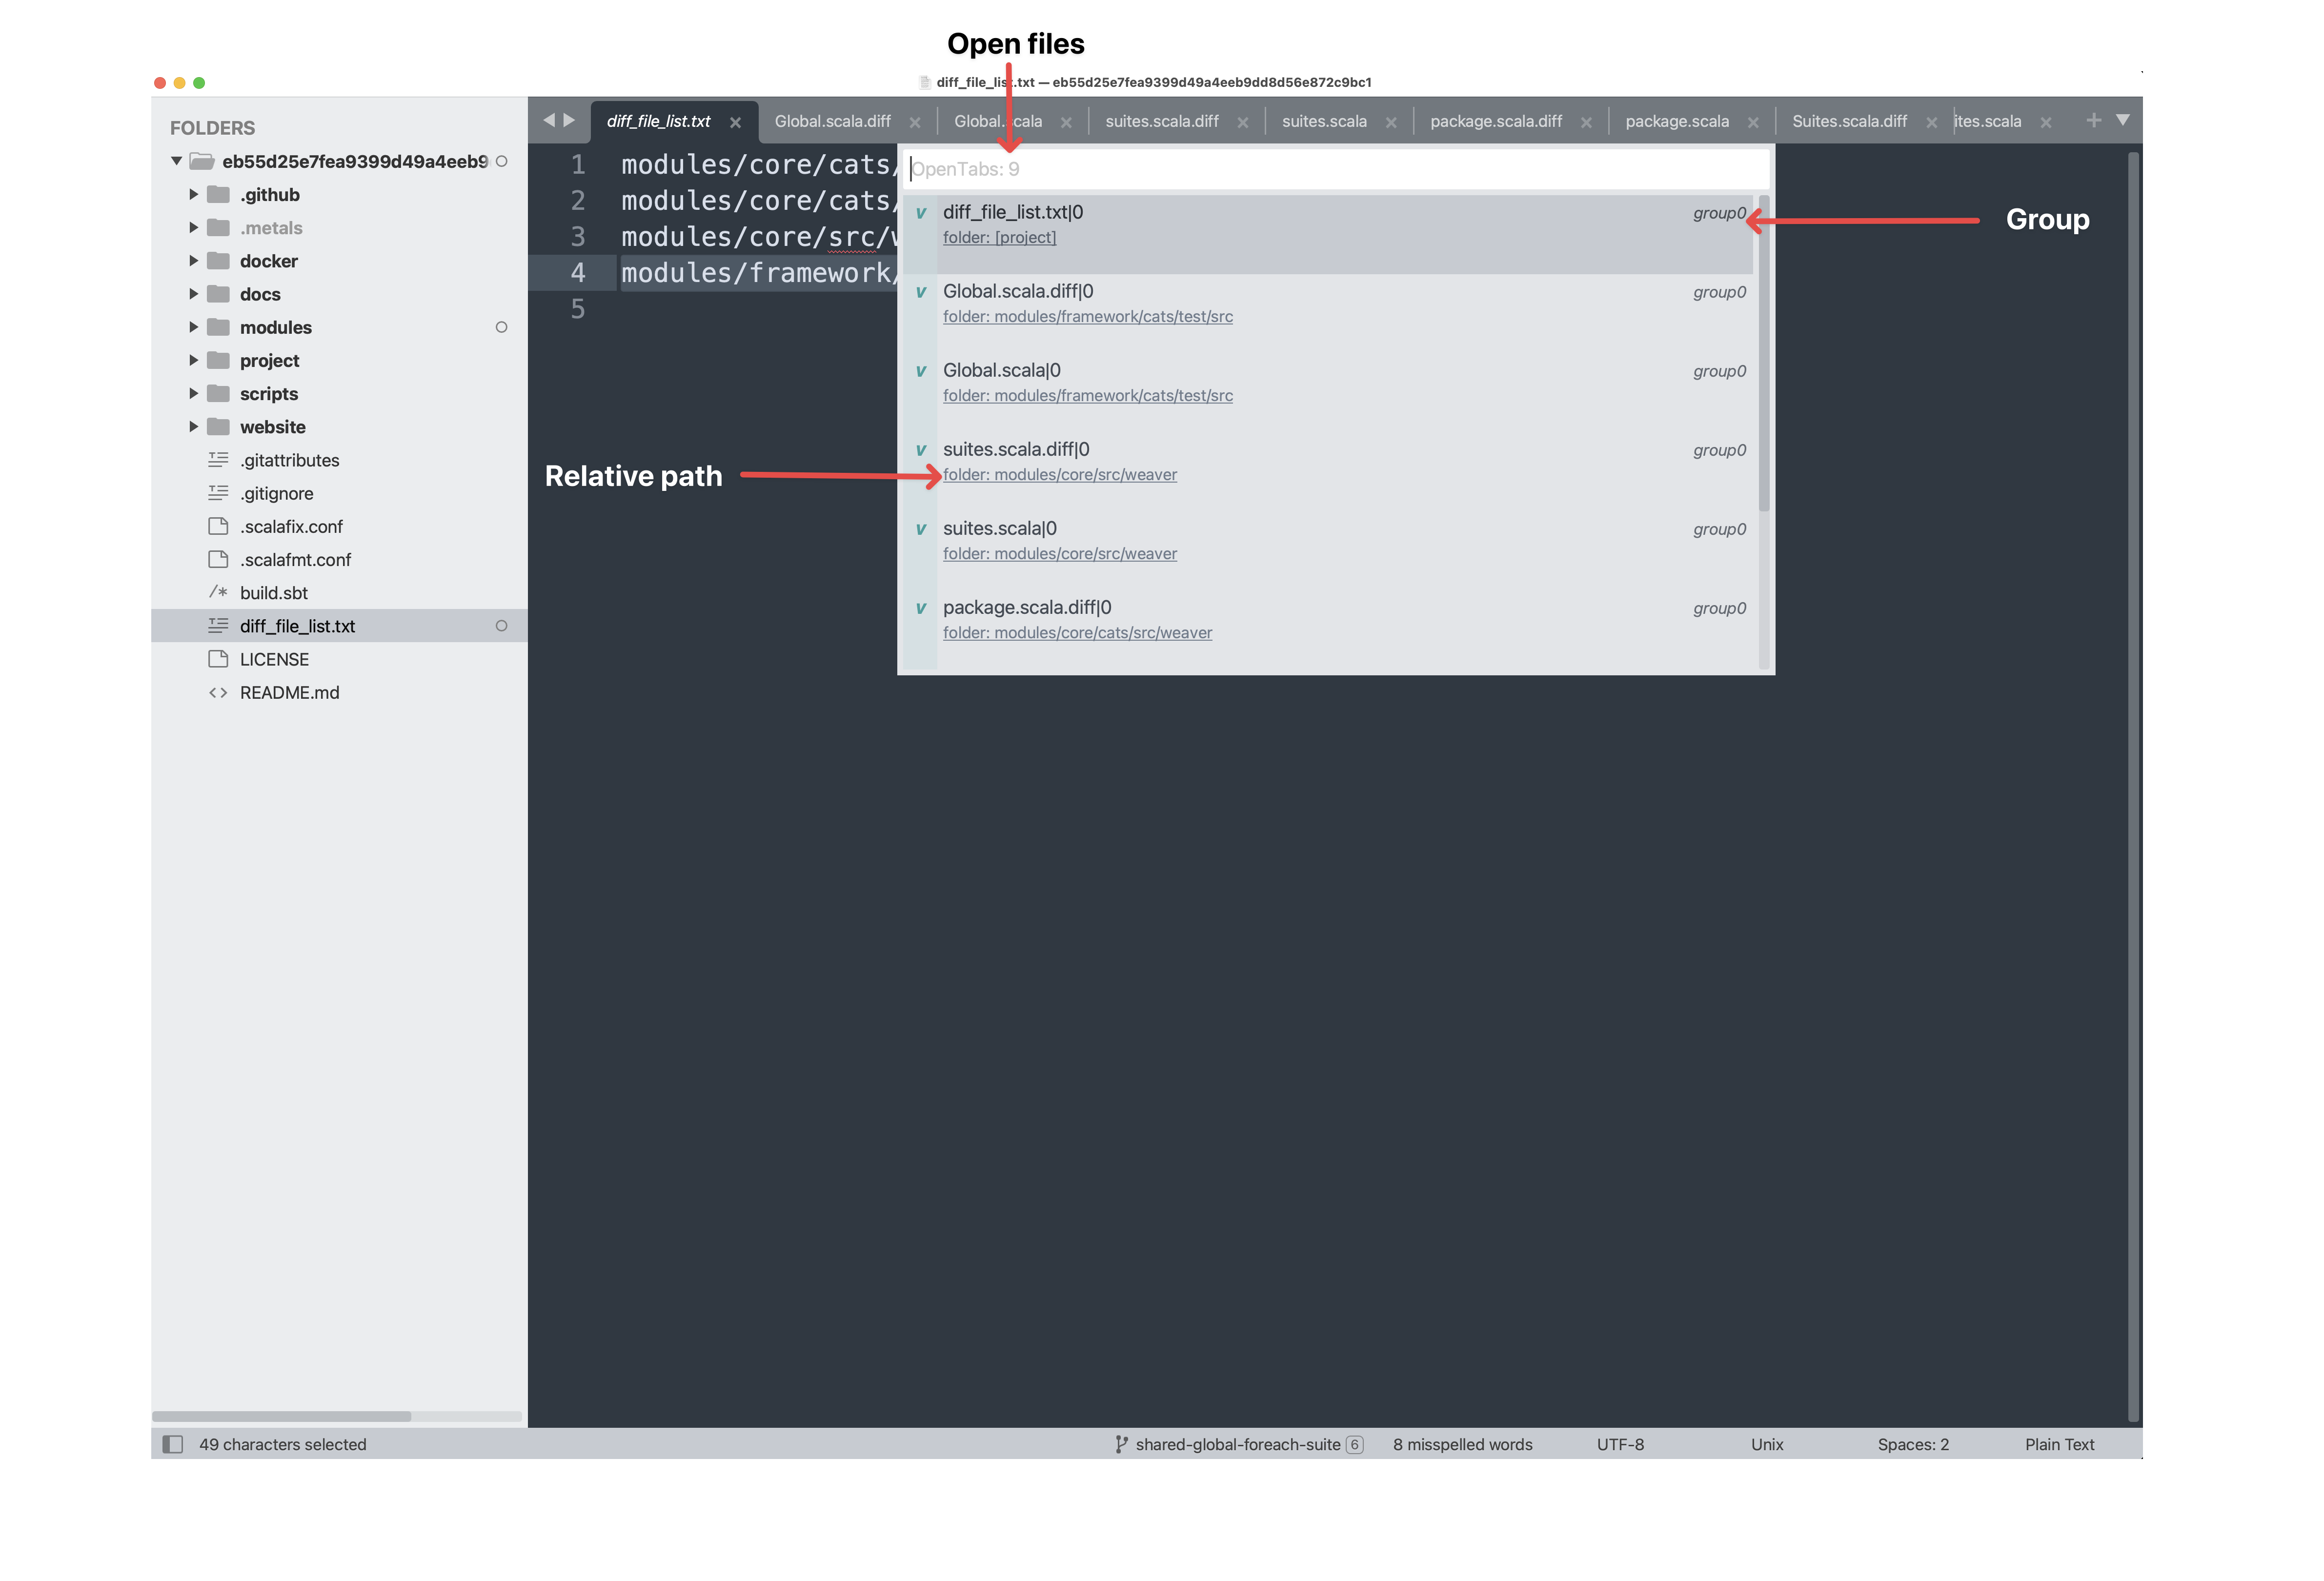 Open files
diff_file_list.txt — eb55d25e7fea9399d49a4eeb9dd8d56e872c9bc1
FOLDERS
eb55d25e7fea9399d49a4eeb9
.github
.metals
docker
docs
modules
project
scripts
website
.gitattributes
.gitignore
.scalafix.conf
.scalafmt.conf
build.sbt
diff_file_list.txt
LICENSE
README.md
diff_file_list.txt Global.scala.diff Global.scala suites.scala.diff suites.scala package.scala.diff package.scala Suites.scala.diff ites.scala
1 modules/core/cats/
2 modules/core/cats/
3 modules/core/src/
4 modules/framework/
5
OpenTabs: 9
diff_file_list.txt|0 group0
folder: [project]
Global.scala.diff|0 group0
folder: modules/framework/cats/test/src
Global.scala|0 group0
folder: modules/framework/cats/test/src
suites.scala.diff|0 group0
folder: modules/core/src/weaver
suites.scala|0 group0
folder: modules/core/src/weaver
package.scala.diff|0 group0
folder: modules/core/cats/src/weaver
Group
Relative path
49 characters selected shared-global-foreach-suite 6 8 misspelled words UTF-8 Unix Spaces: 2 Plain Text